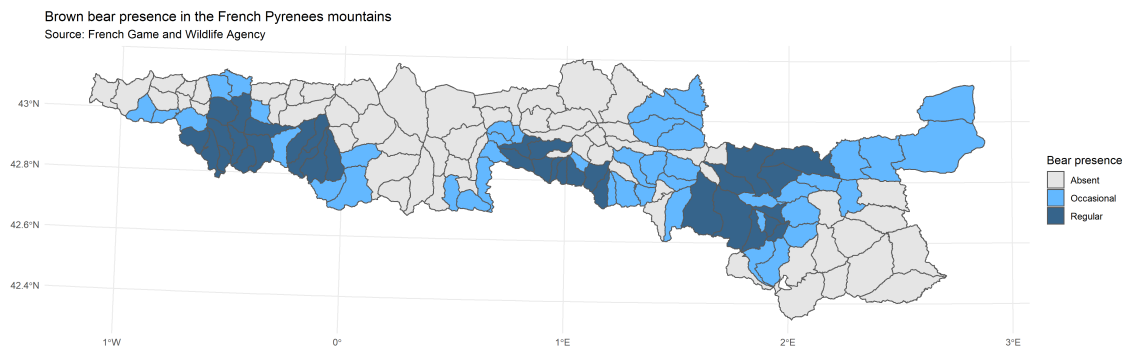 Brown bear presence in the French Pyrenees mountains
Source: French Game and Wildlife Agency
43°N
42.8°N
42.6°N
42.4°N
1°W
0°
1°E
2°E
3°E
Bear presence
Absent
Occasional
Regular